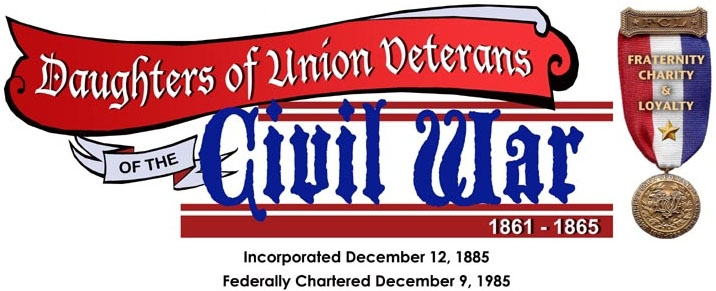 Daughters of Union Veterans
OF THE
Civil War
1861 - 1865
Incorporated December 12, 1885
Federally Chartered December 9, 1985
FCL
FRATERNITY
CHARITY
&
LOYALTY